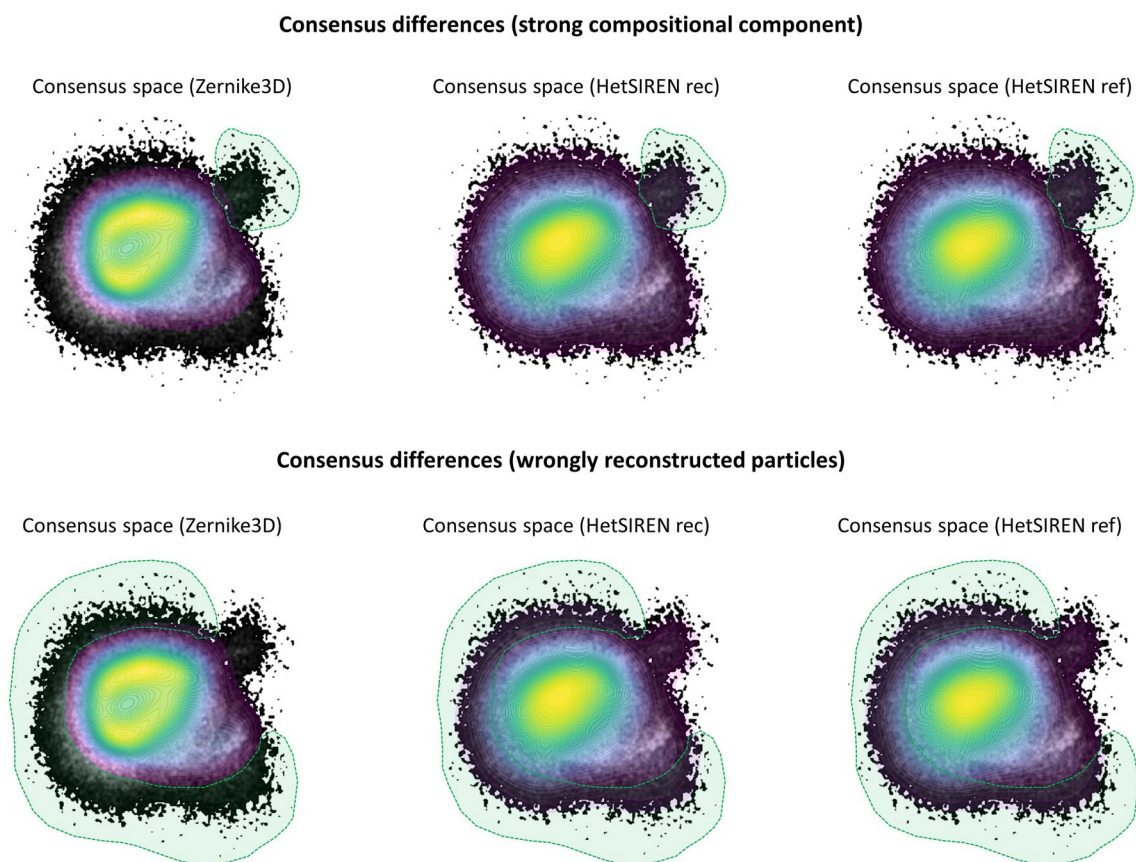 Consensus differences (strong compositional component)
Consensus space (Zernike3D)
Consensus space (HetSIREN rec)
Consensus space (HetSIREN ref)
Consensus differences (wrongly reconstructed particles)
Consensus space (Zernike3D)
Consensus space (HetSIREN rec)
Consensus space (HetSIREN ref)